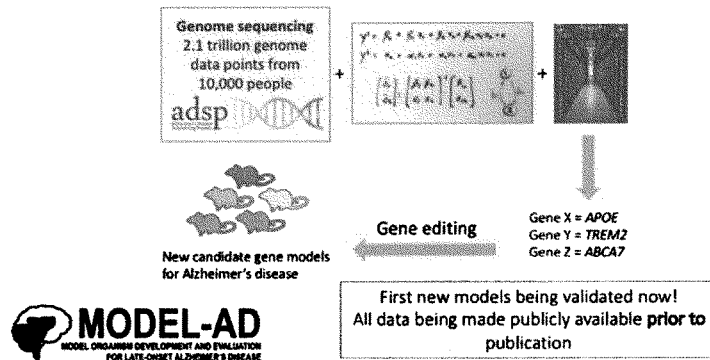 Genome sequencing
2.1 trillion genome
data points from
10,000 people
adsp
+
+
Gene X = APOE
Gene Y = TREM2
Gene Z = ABCA7
Gene editing
New candidate gene models
for Alzheimer's disease
MODEL-AD
MODEL ORGANISM DEVELOPMENT AND EVALUATION
FOR LATE-ONSET ALZHEIMER'S DISEASE
First new models being validated now!
All data being made publicly available prior to
publication